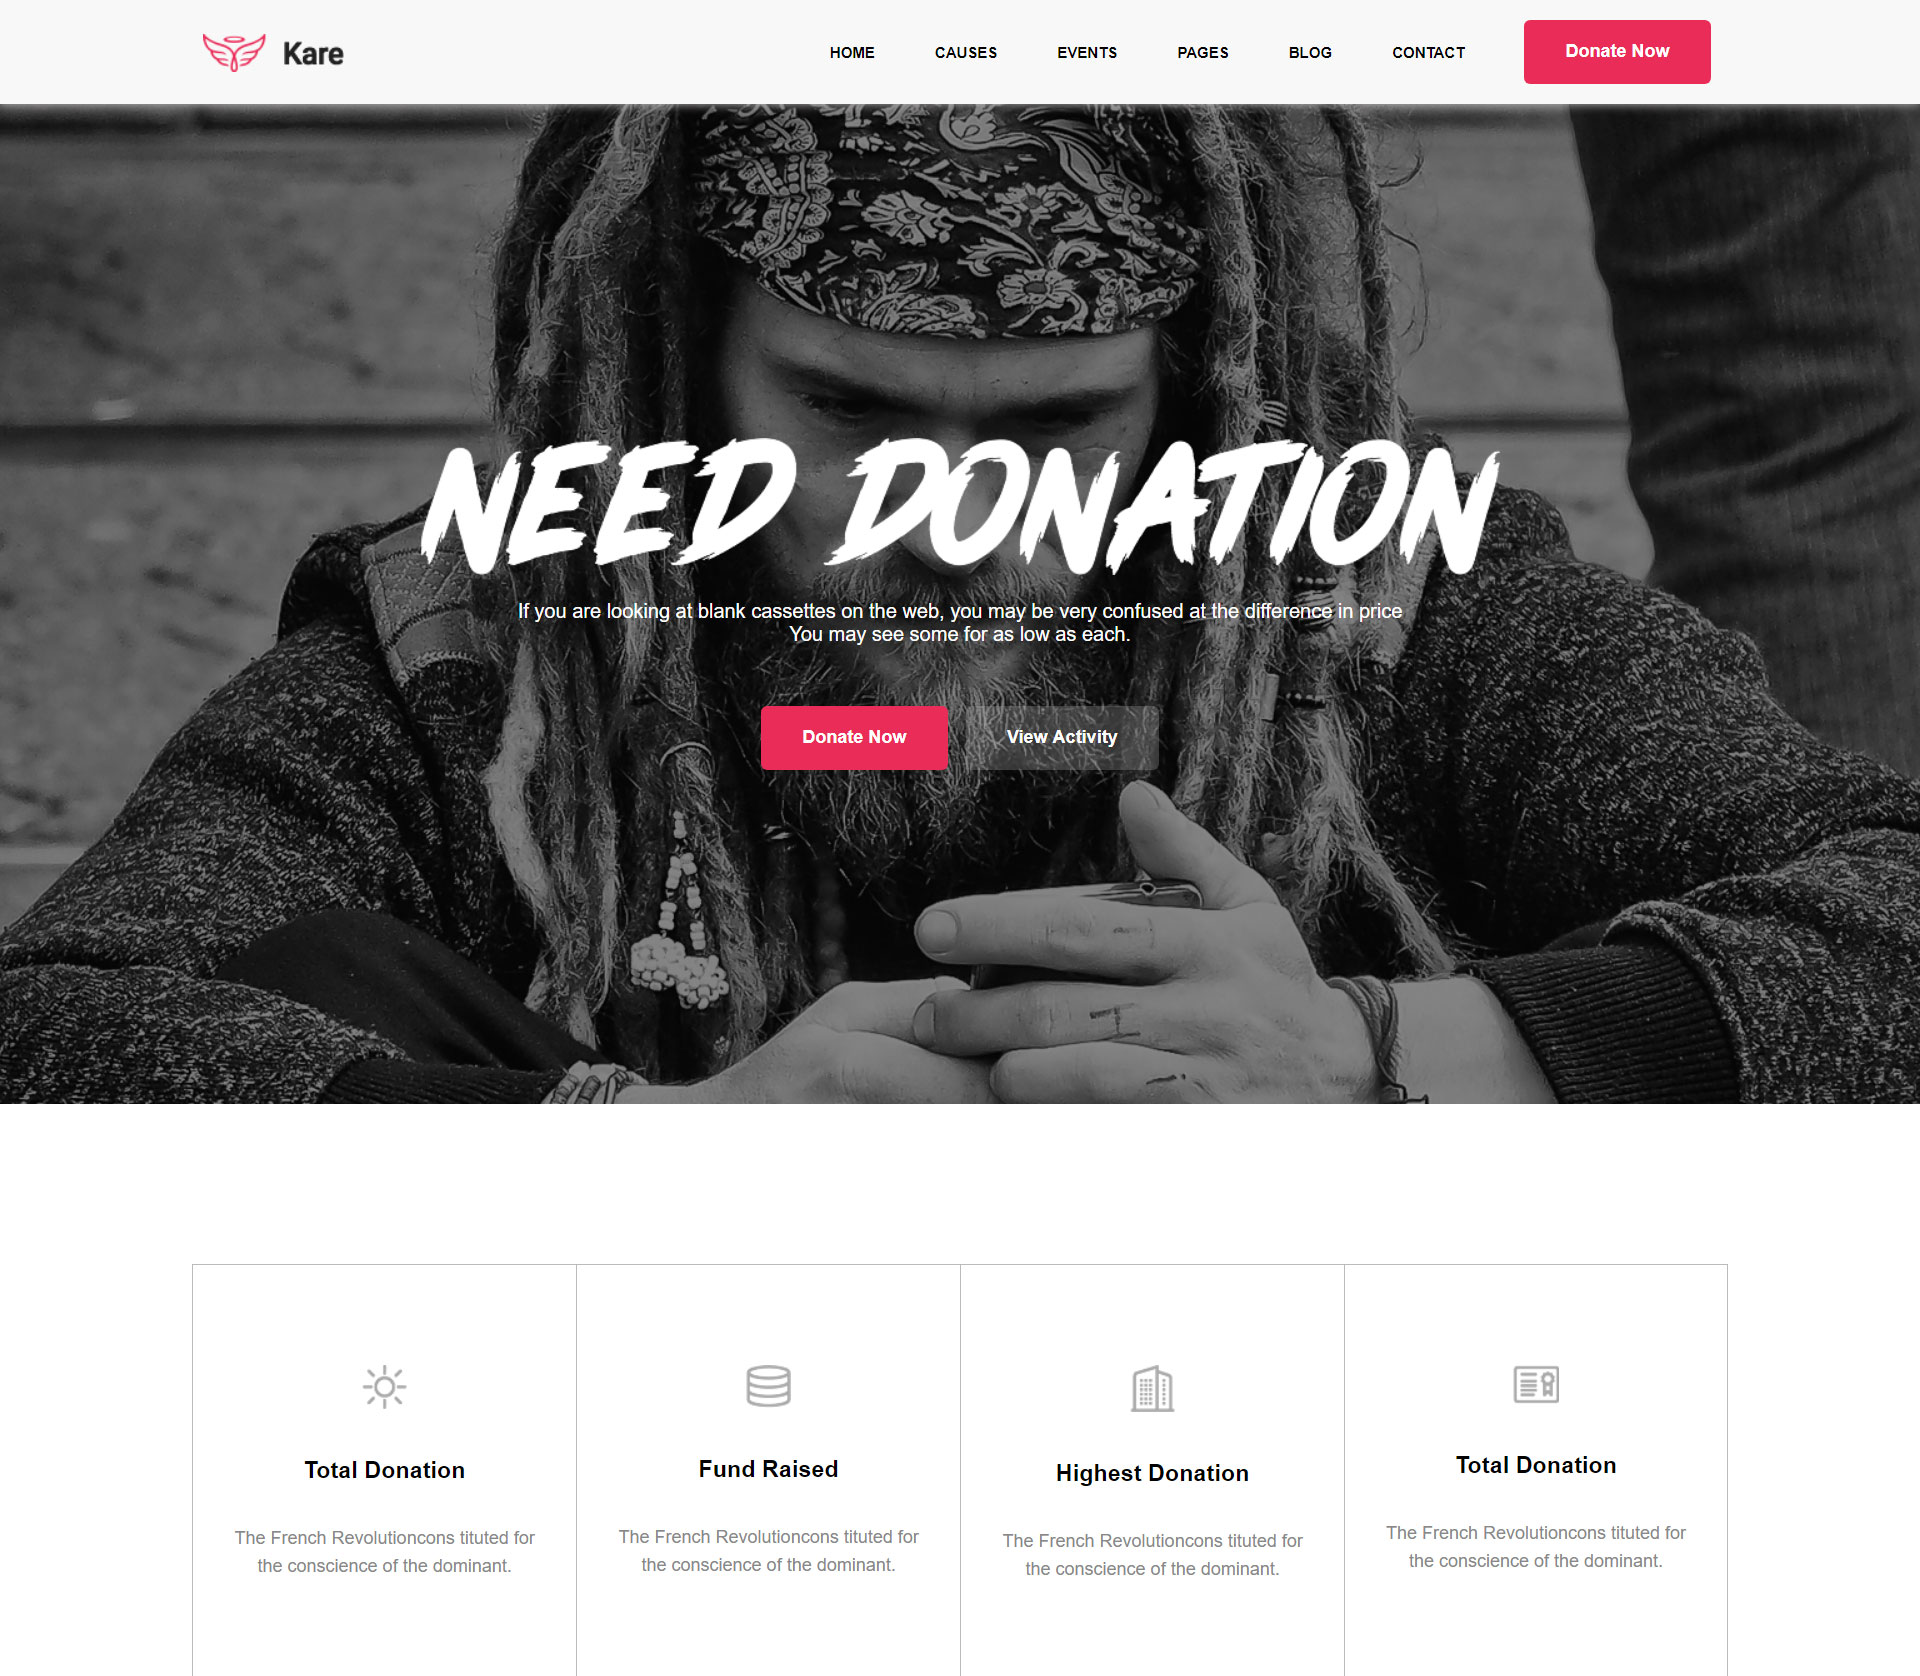 Kare
HOME
CAUSES
EVENTS
PAGES
BLOG
CONTACT
Donate Now
NEED DONATION
If you are looking at blank cassettes on the web, you may be very confused at the difference in price
You may see some for as low as each.
Donate Now
View Activity
Total Donation
The French Revolutioncons tituted for
the conscience of the dominant.
Fund Raised
The French Revolutioncons tituted for
the conscience of the dominant.
Highest Donation
The French Revolutioncons tituted for
the conscience of the dominant.
Total Donation
The French Revolutioncons tituted for
the conscience of the dominant.